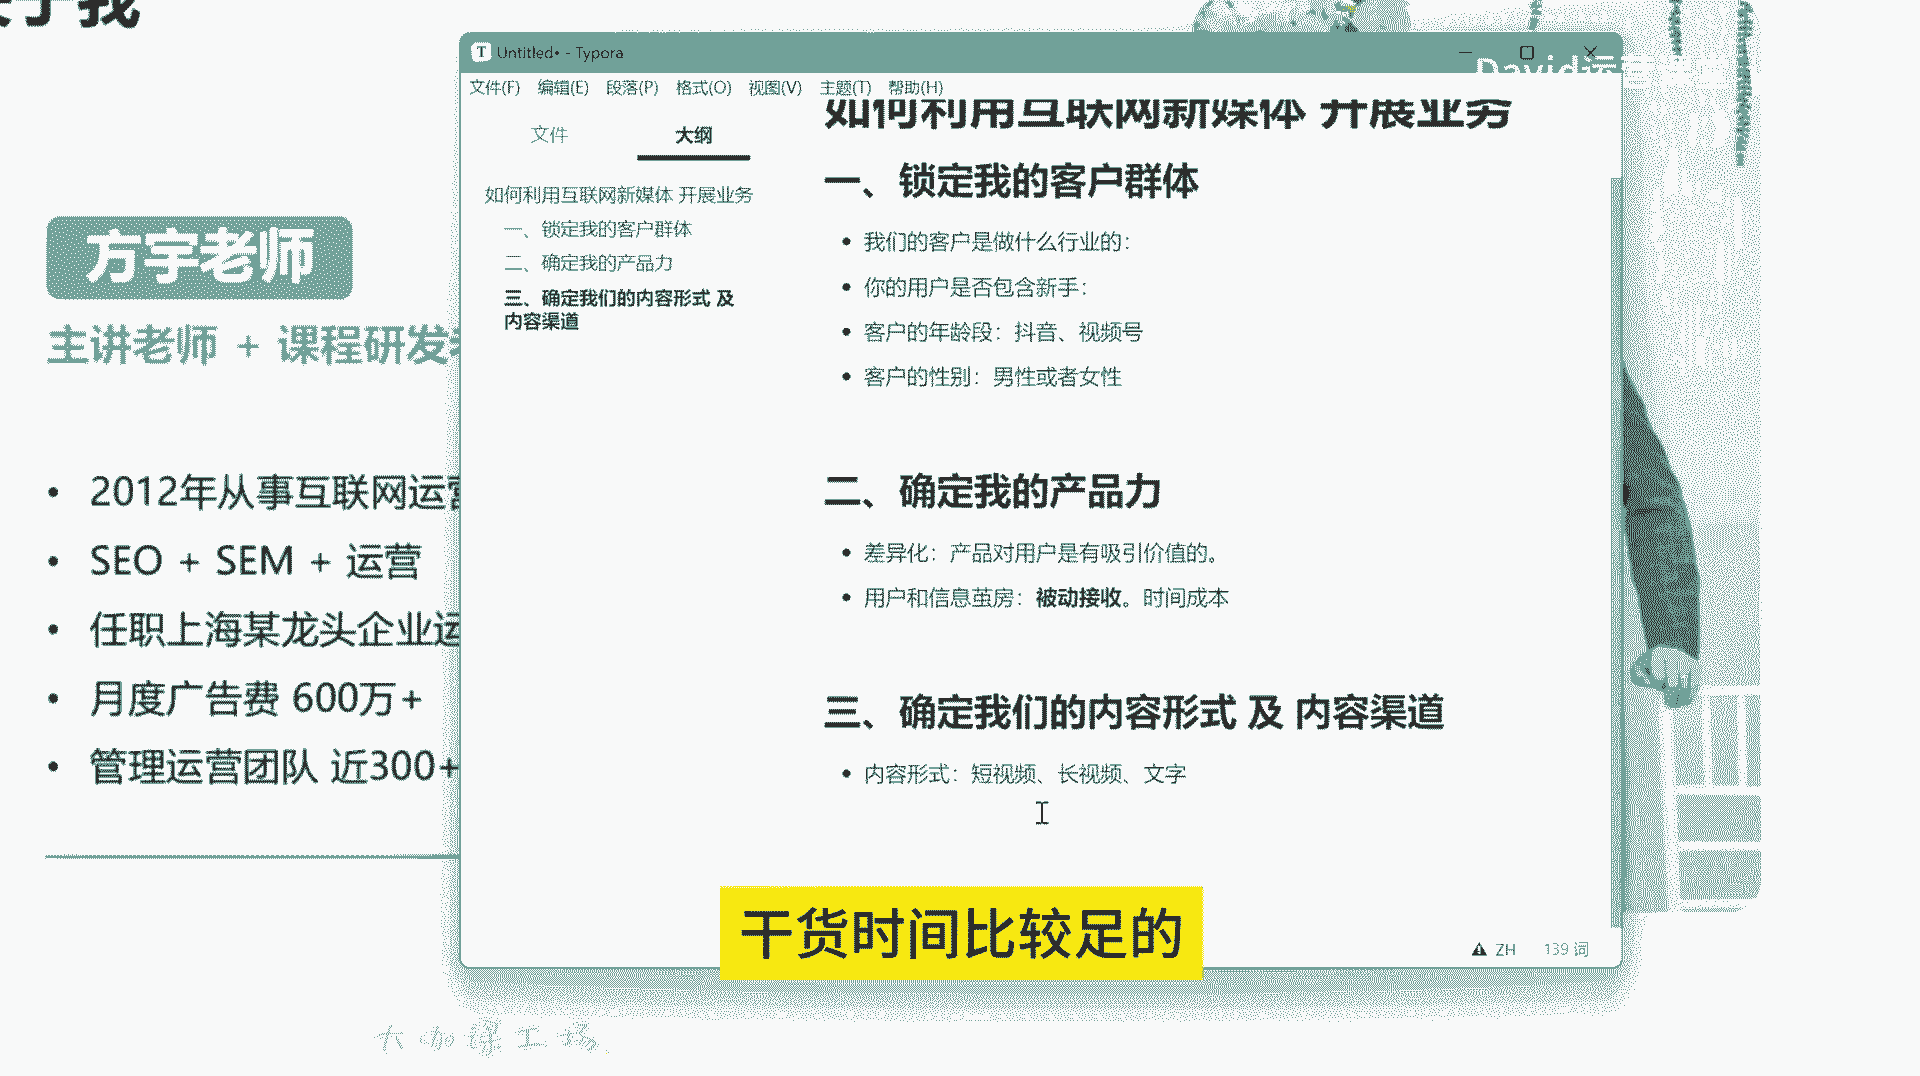 于我
方宇老师
主讲老师 + 课程研发
2012年从事互联网运营
SEO + SEM + 运营
任职上海某龙头企业运
月度广告费 600万+
管理运营团队 近300+
Untitled• - Typora
文件(F) 编辑(E) 段落(P) 格式(O) 视图(V) 主题(T) 帮助(H)
文件 大纲
如何利用互联网新媒体 开展业务
一、锁定我的客户群体
二、确定我的产品力
三、确定我们的内容形式 及
内容渠道
如何利用互联网新媒体 开展业务
一、锁定我的客户群体
我们的客户是做什么行业的：
你的用户是否包含新手：
客户的年龄段：抖音、视频号
客户的性别：男性或者女性
二、确定我的产品力
差异化：产品对用户是有吸引价值的。
用户和信息茧房：被动接收。时间成本
三、确定我们的内容形式 及 内容渠道
内容形式：短视频、长视频、文字
ZH 139 词
干货时间比较足的
大咖课工场
David运营